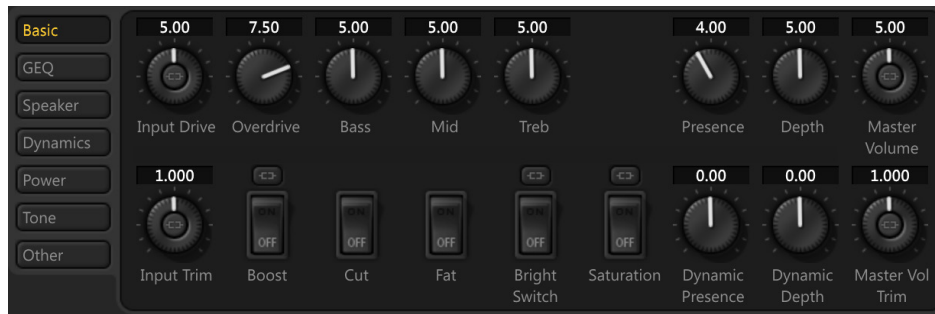 Basic
GEQ
Speaker
Dynamics
Power
Tone
Other
5.00 7.50 5.00 5.00 5.00 4.00 5.00 5.00
Input Drive Overdrive Bass Mid Treb Presence Depth Master
Volume
1.000 0.00 0.00 1.000
ON ON ON ON ON
OFF OFF OFF OFF OFF
Input Trim Boost Cut Fat Bright Saturation Dynamic Dynamic Master Vol
Switch Presence Depth Trim